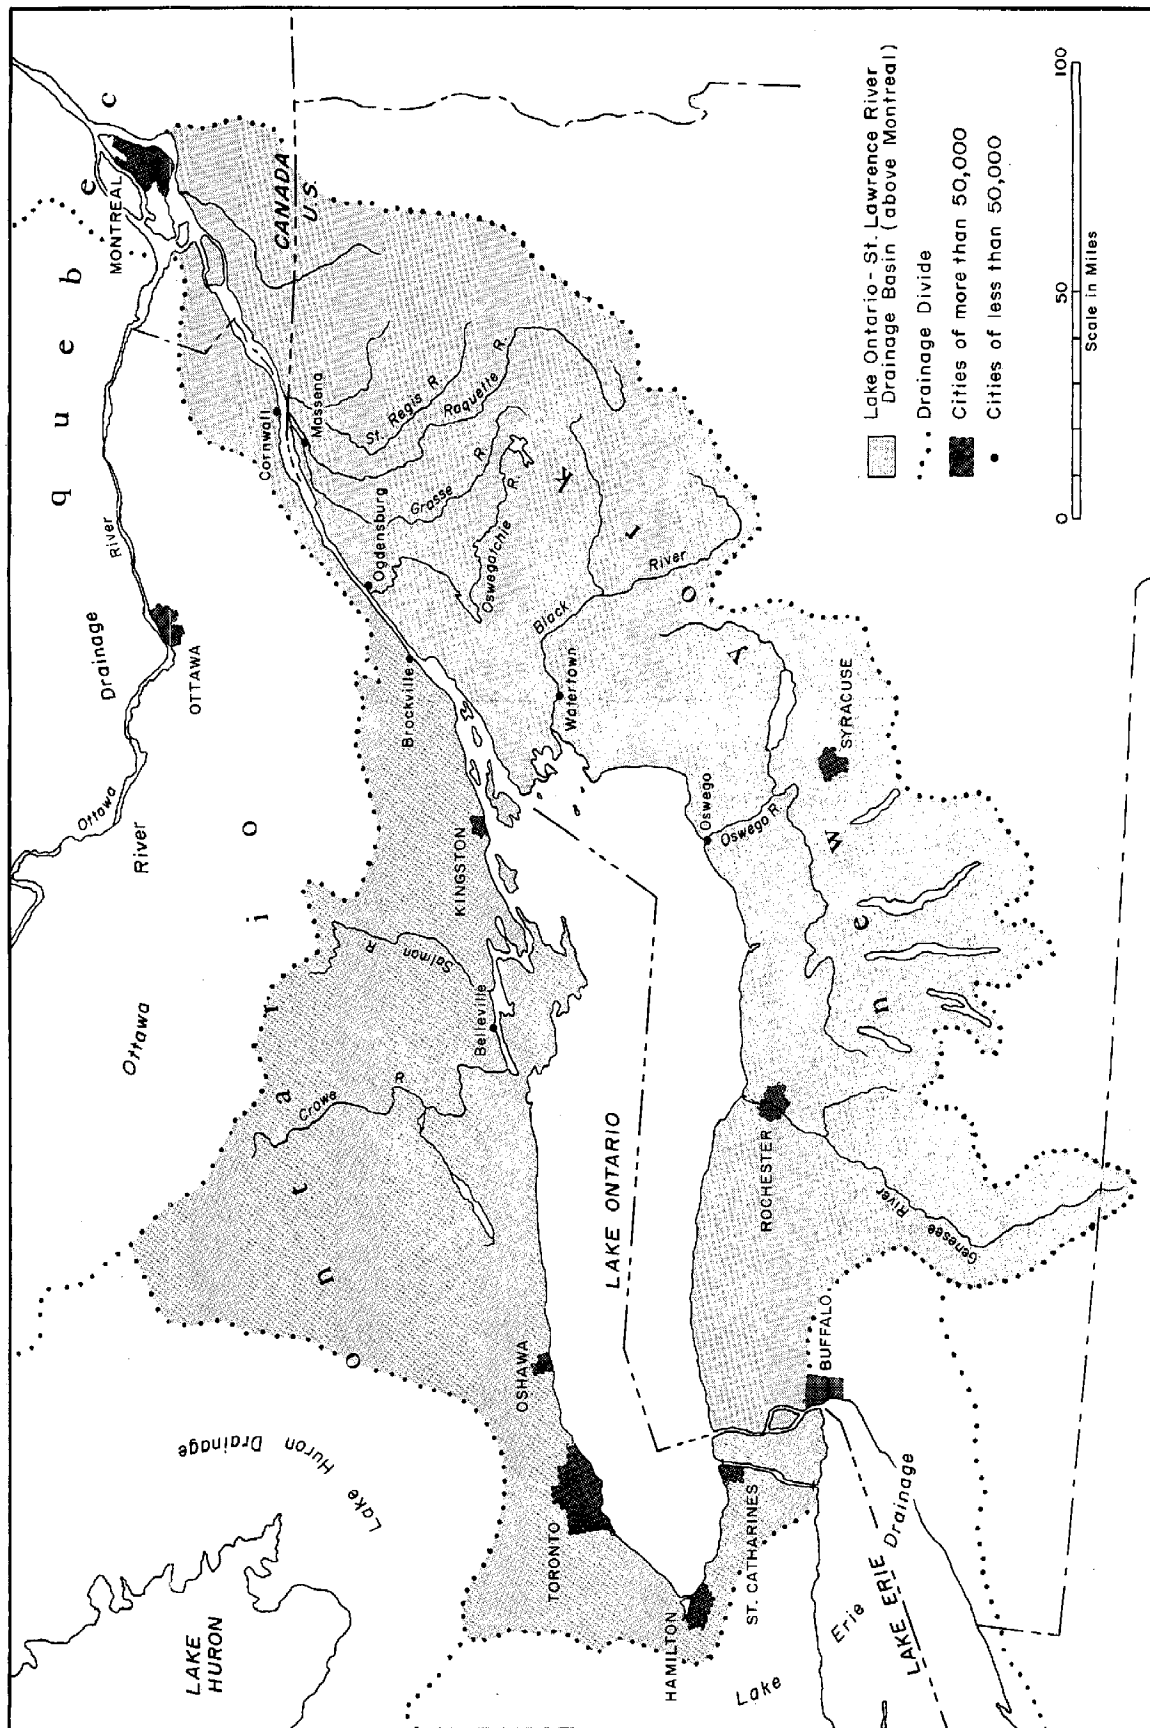 Quebec
Ontario
New York
CANADA
U.S.
MONTREAL
OTTAWA
Ottawa River
Ottawa River Drainage
Cornwall
Massena
Ogdensburg
Brockville
KINGSTON
Belleville
Watertown
Oswego
SYRACUSE
ROCHESTER
BUFFALO
OSHAWA
TORONTO
HAMILTON
ST. CATHARINES
St. Regis R.
Raquette R.
Grasse R.
Oswegatchie R.
Black River
Oswego R.
Salmon R.
Crowe R.
Genesee River
LAKE ONTARIO
LAKE HURON
Lake Huron Drainage
LAKE ERIE
Lake Erie Drainage
Lake Ontario - St. Lawrence River
Drainage Basin (above Montreal)
Drainage Divide
Cities of more than 50,000
Cities of less than 50,000
0 50 100
Scale in Miles